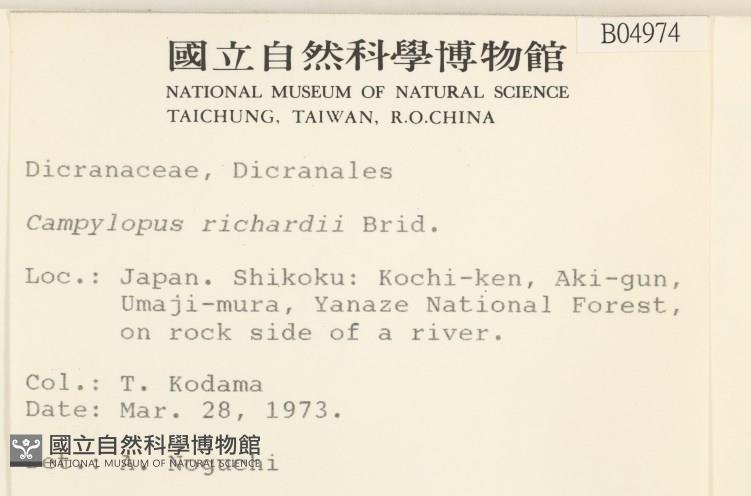 B04974
國立自然科學博物館
NATIONAL MUSEUM OF NATURAL SCIENCE
TAICHUNG, TAIWAN, R.O.CHINA
Dicranaceae, Dicranales
Campylopus richardii Brid.
Loc.: Japan. Shikoku: Kochi-ken, Aki-gun,
Umaji-mura, Yanaze National Forest,
on rock side of a river.
Col.: T. Kodama
Date: Mar. 28, 1973.
國立自然科學博物館
NATIONAL MUSEUM OF NATURAL SCIENCE
Det.: A. Noguchi